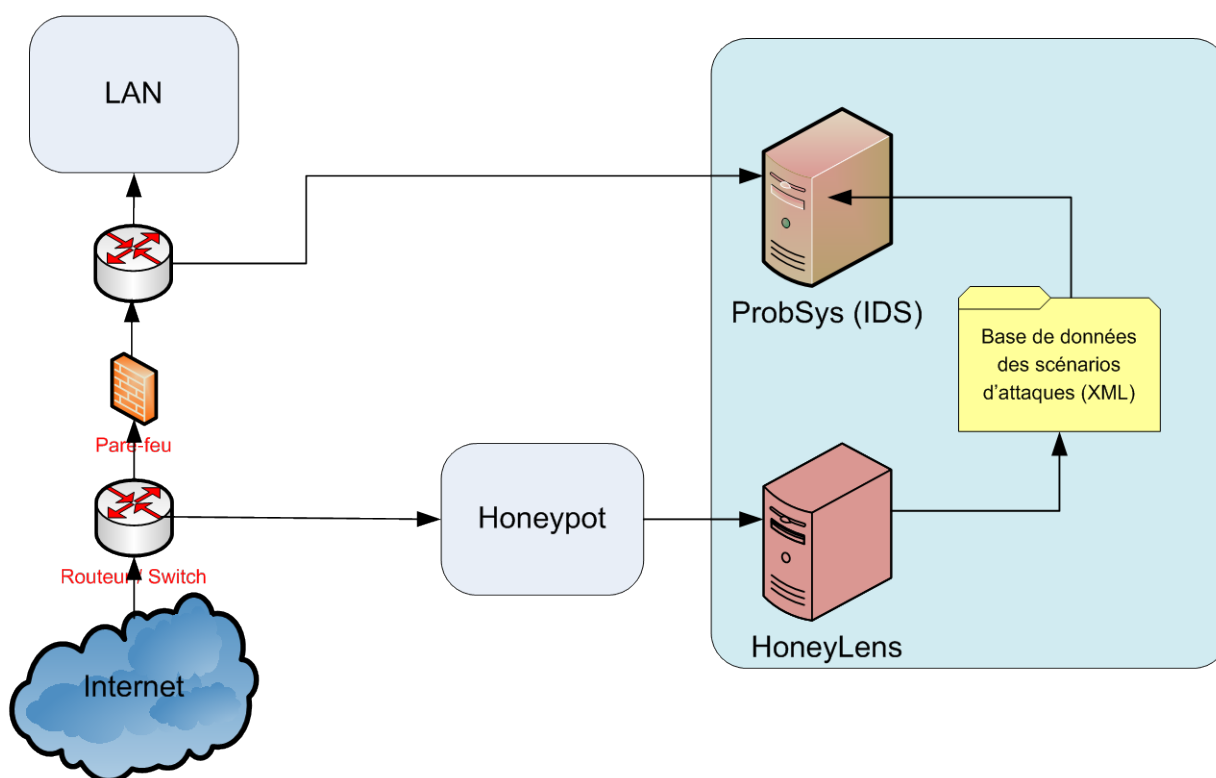 LAN
ProbSys (IDS)
Base de données
des scénarios
d'attaques (XML)
Pare-feu
Honeypot
Routeur / Switch
HoneyLens
Internet